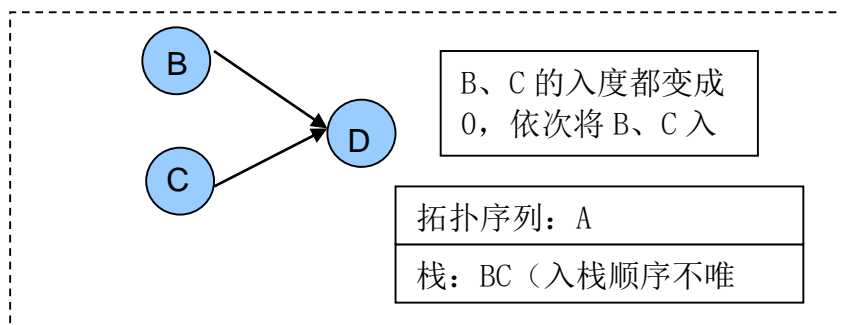 B
B、C 的入度都变成
0，依次将 B、C 入
D
C
拓扑序列：A
栈：BC（入栈顺序不唯